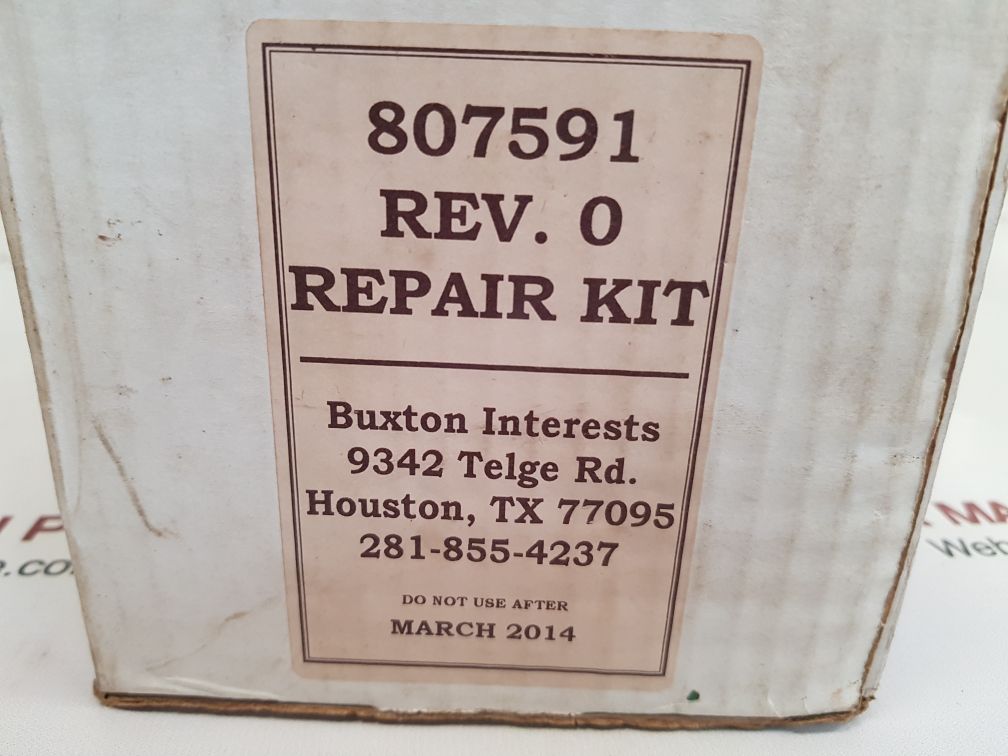 807591
REV. 0
REPAIR KIT
Buxton Interests
9342 Telge Rd.
Houston, TX 77095
281-855-4237
DO NOT USE AFTER
MARCH 2014